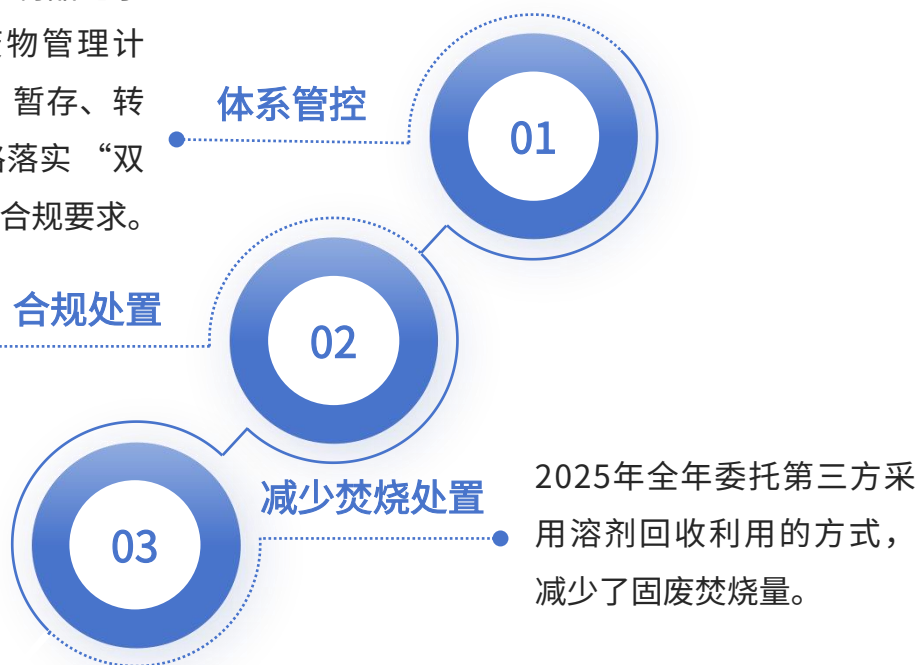 物管理计
暂存、转
落实 “双
合规要求。
体系管控
01
合规处置
02
减少焚烧处置
03
2025年全年委托第三方采
用溶剂回收利用的方式，
减少了固废焚烧量。